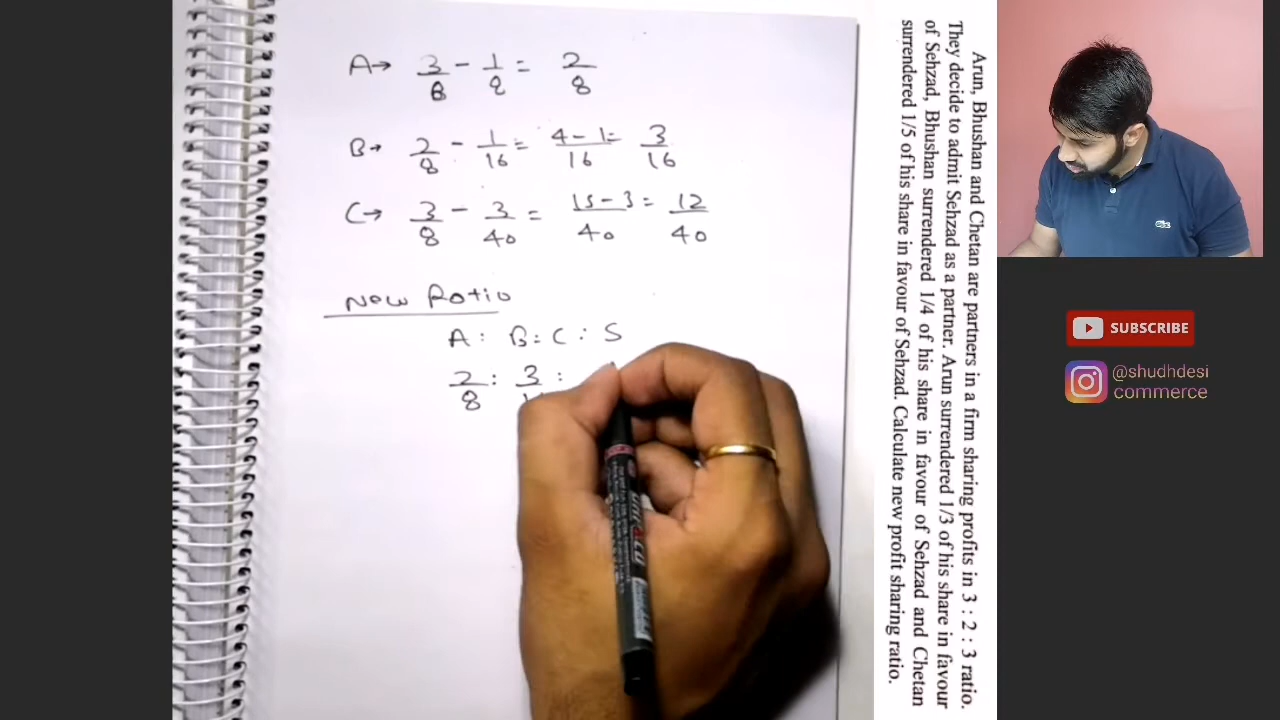 A→ 3/8 - 1/8 = 2/8
B→ 2/8 - 1/16 = 4-1/16 = 3/16
C→ 3/8 - 3/40 = 15-3/40 = 12/40
New Ratio
A : B : C : S
2/8 : 3/ :
Arun, Bhushan and Chetan are partners in a firm sharing profits in 3 : 2 : 3 ratio.
They decide to admit Sehzad as a partner. Arun surrendered 1/3 of his share in favour
of Sehzad, Bhushan surrendered 1/4 of his share in favour of Sehzad and Chetan
surrendered 1/5 of his share in favour of Sehzad. Calculate new profit sharing ratio.
SUBSCRIBE
@shudhdesi
commerce